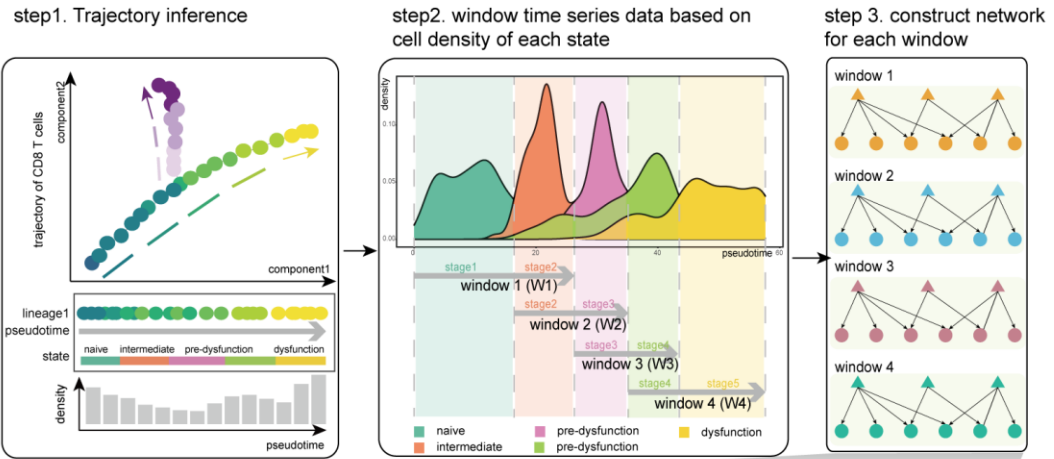 step1. Trajectory inference
trajectory of CD8 T cells
component2
component1
lineage1
pseudotime
state
naive intermediate pre-dysfunction dysfunction
density
pseudotime
step2. window time series data based on
cell density of each state
density
0.10
0.05
0.00
0 20 40 60
pseudotime
stage1 stage2
window 1 (W1)
stage2 stage3
window 2 (W2)
stage3
window 3 (W3)
stage4 stage5
window 4 (W4)
naive pre-dysfunction dysfunction
intermediate pre-dysfunction
step 3. construct network
for each window
window 1
window 2
window 3
window 4